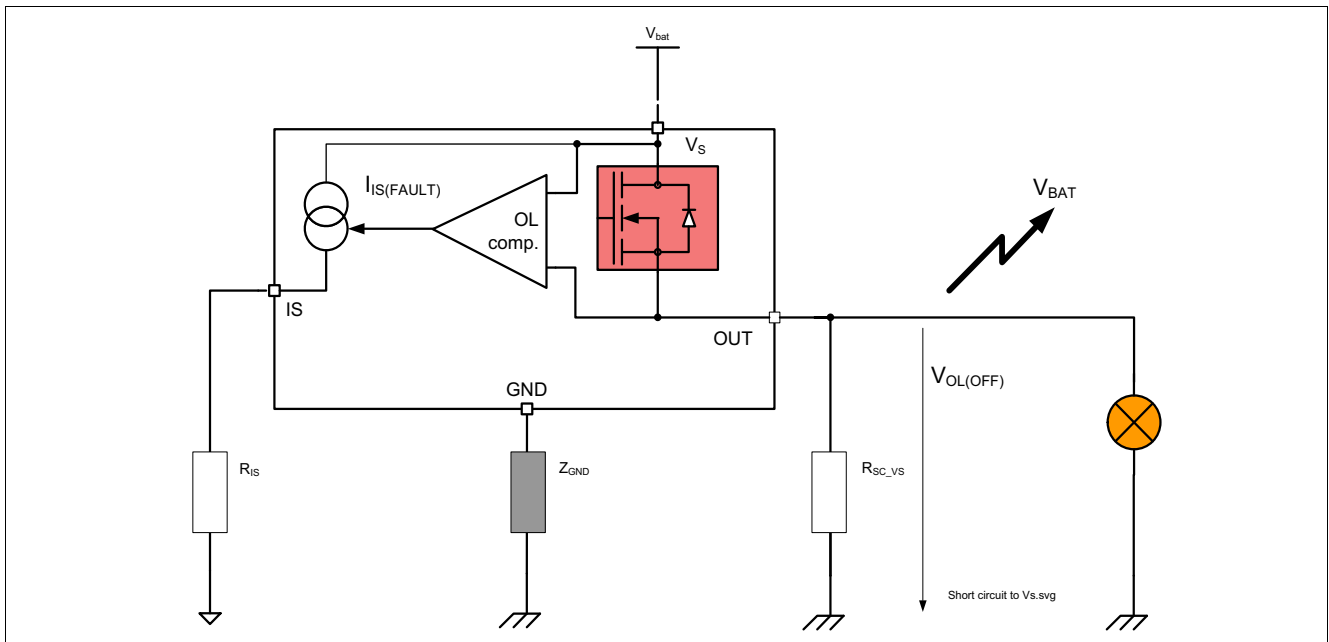 Vbat
VS
IIS(FAULT)
OL
comp.
VBAT
IS
OUT
VOL(OFF)
GND
RIS
ZGND
RSC_VS
Short circuit to Vs.svg